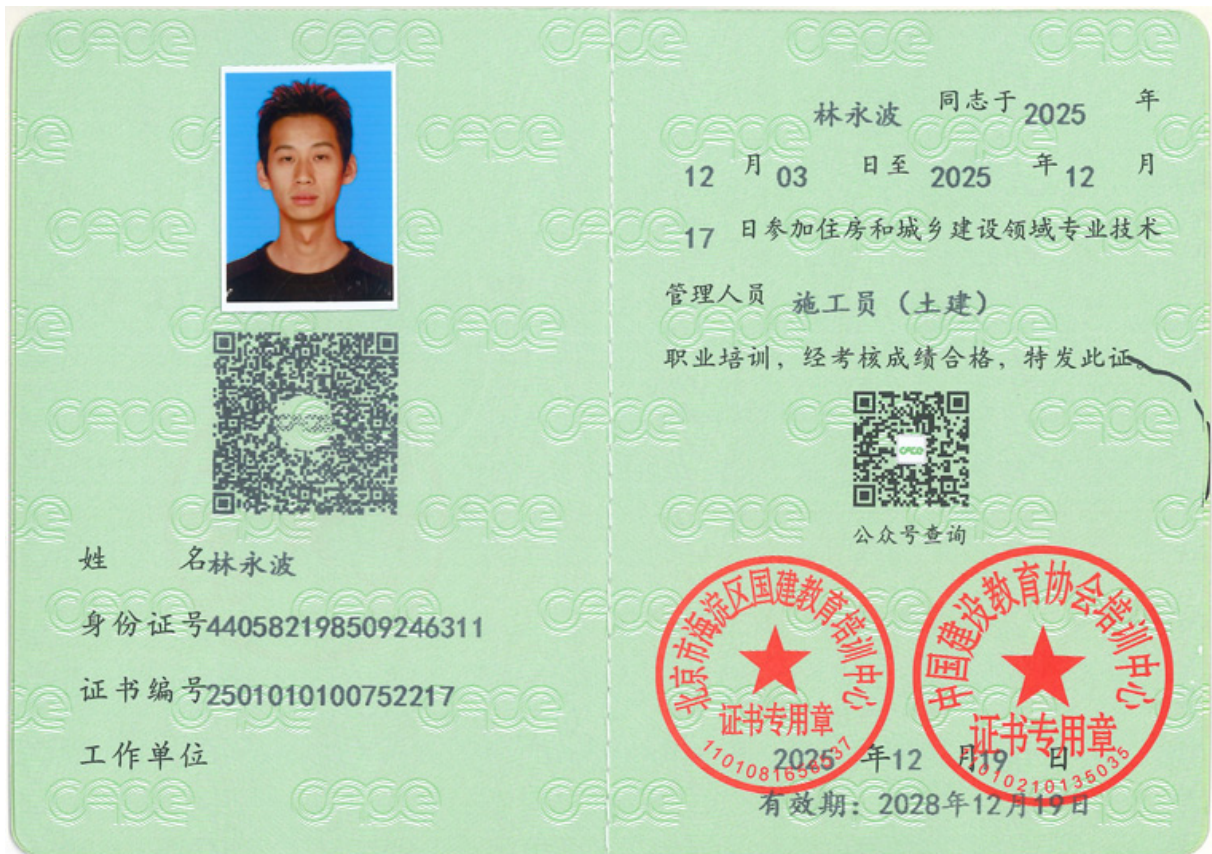 姓 名林永波
身份证号440582198509246311
证书编号2501010100752217
工作单位
林永波 同志于2025 年
12 月 03 日至 2025 年12 月
17 日参加住房和城乡建设领域专业技术
管理人员 施工员（土建）
职业培训，经考核成绩合格，特发此证。
公众号查询
北京市海淀区国建教育培训中心
证书专用章
中国建设教育协会培训中心
证书专用章
11010210135035
2025 年12 月19 日
有效期：2028年12月19日